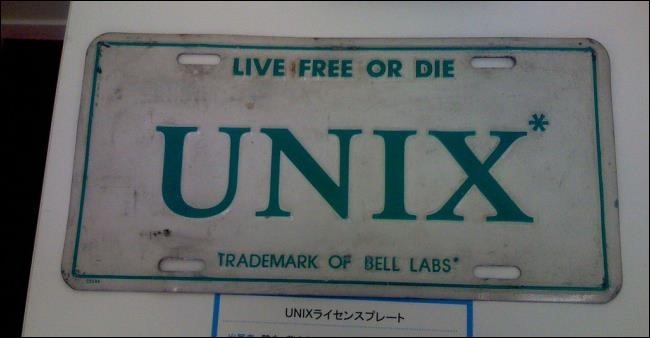 LIVE FREE OR DIE
UNIX*
TRADEMARK OF BELL LABS*
UNIXライセンスプレート